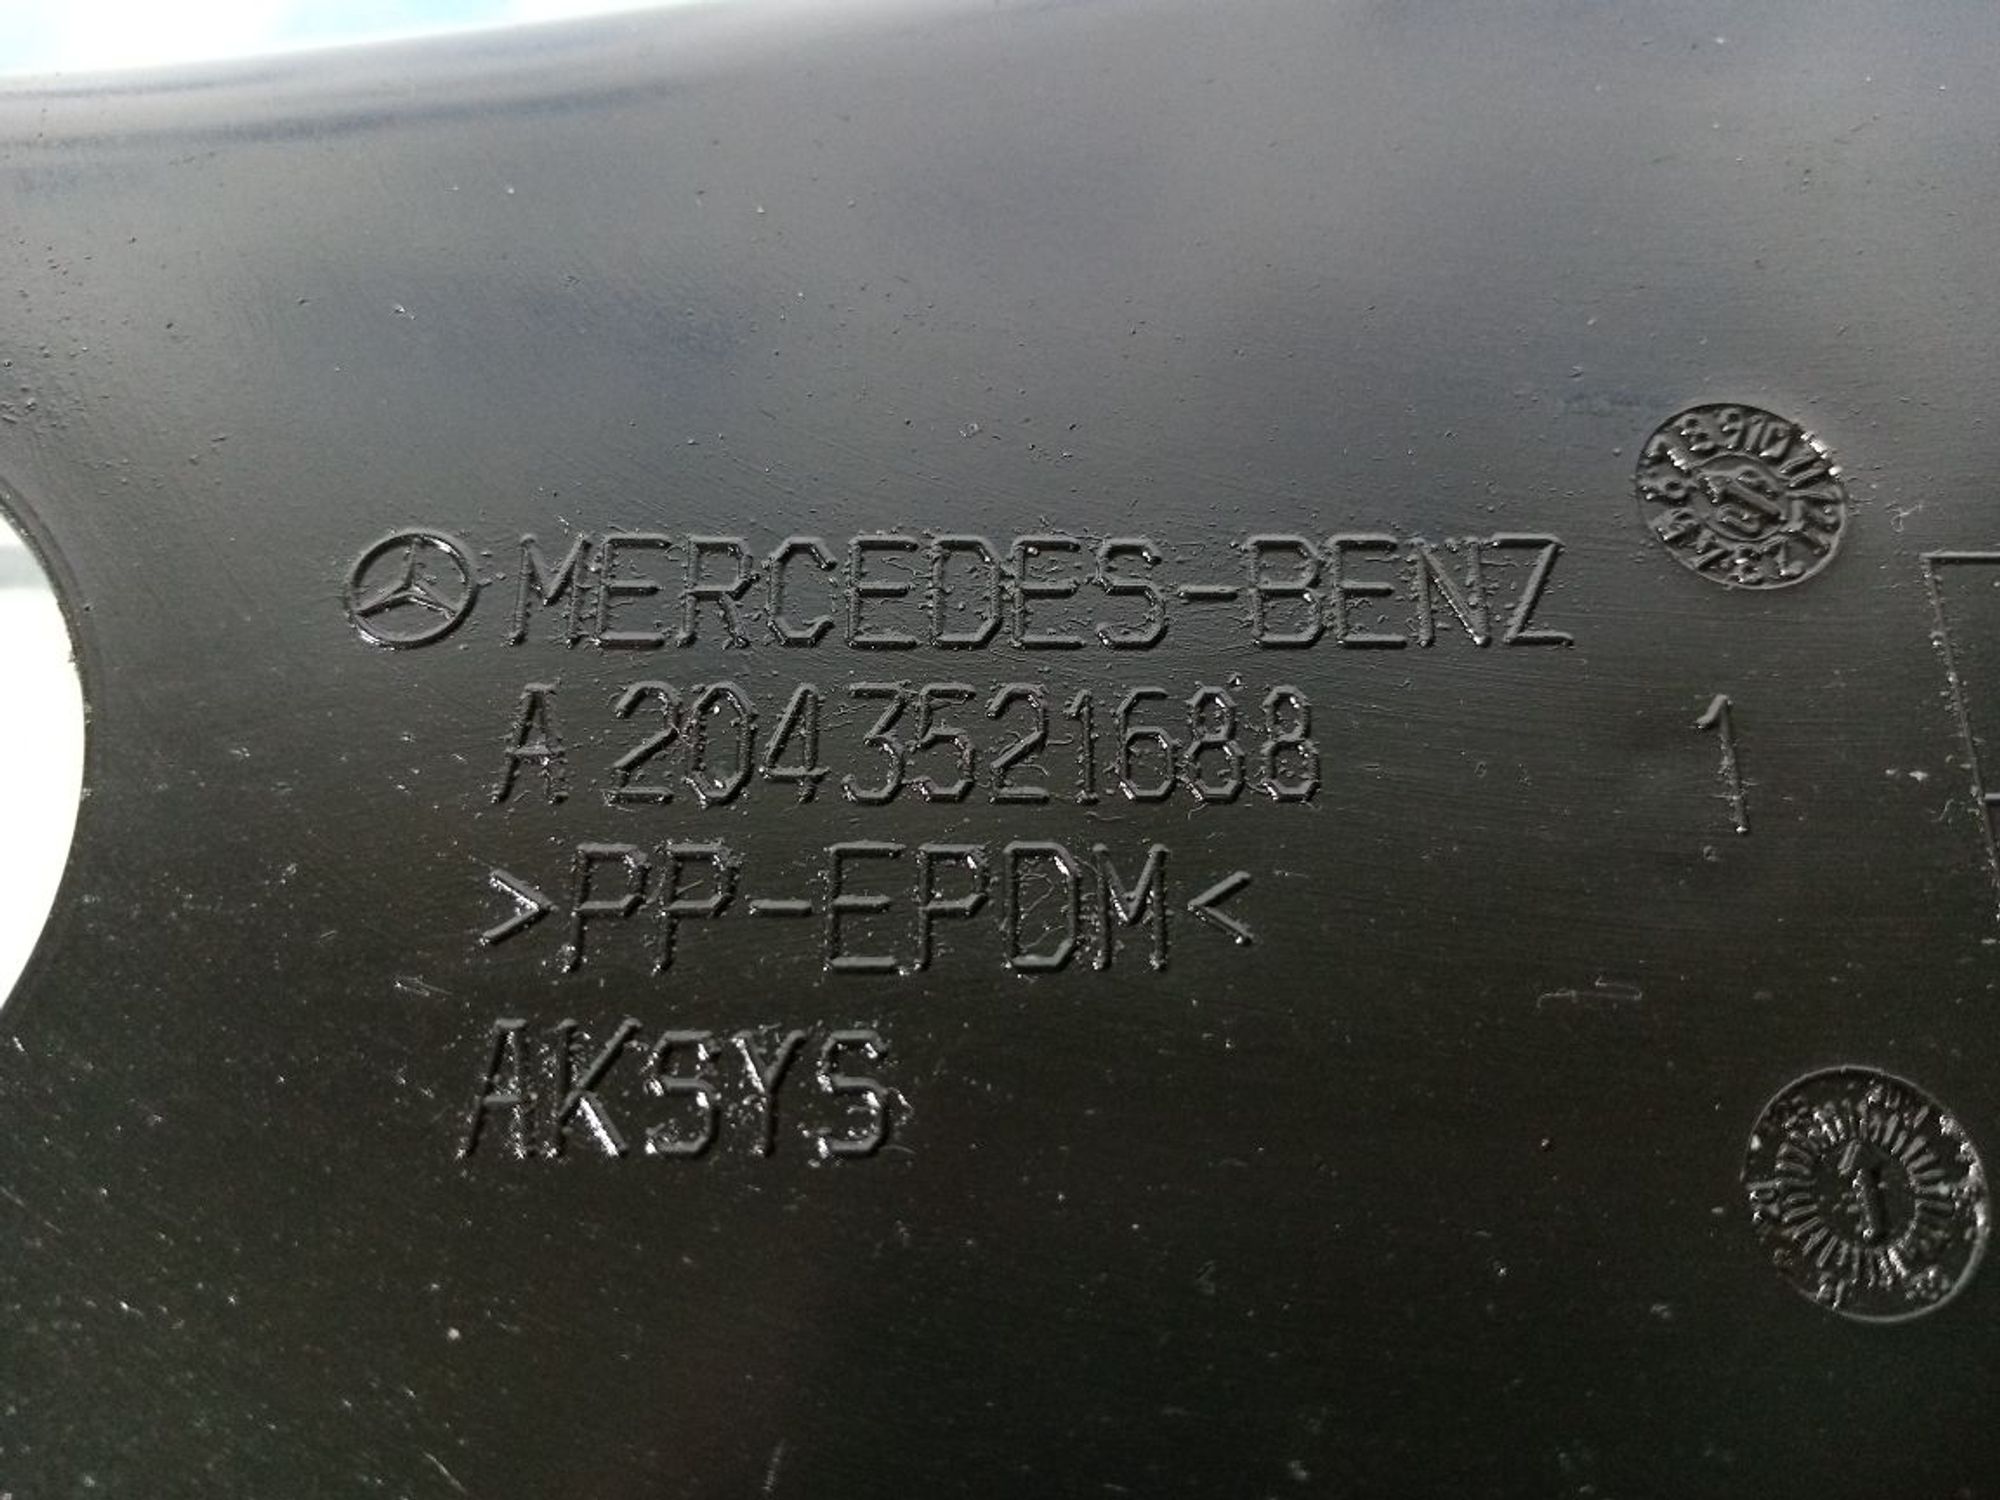 MERCEDES-BENZ
A 2043521688 1
>PP-EPDM<
AKSYS